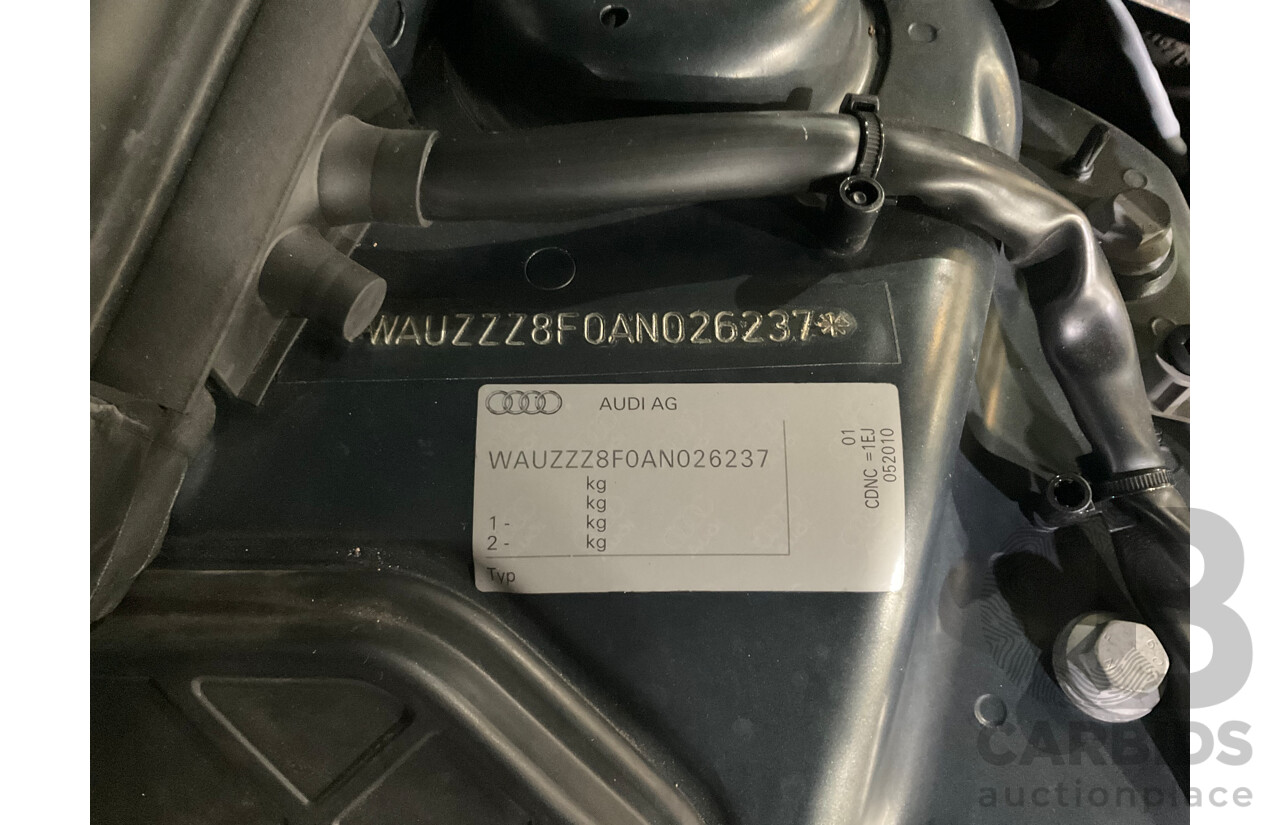 WAUZZZ8F0AN026237*
AUDI AG
WAUZZZ8F0AN026237
kg
kg
1 - kg
2 - kg
Typ
01
CDNC =1EJ
052010
CARBIDS
auctionplace